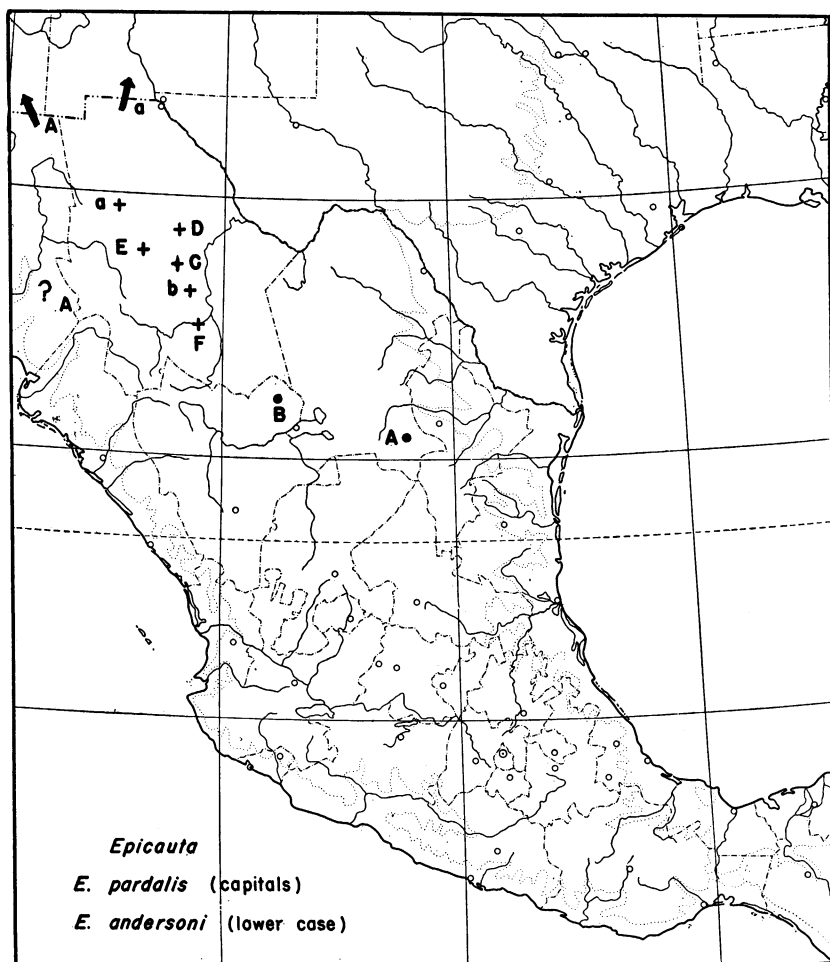 A
a
a +
+ D
E +
+ G
b +
? A
+
F
B
A
Epicauta
E. pardalis (capitals)
E. andersoni (lower case)